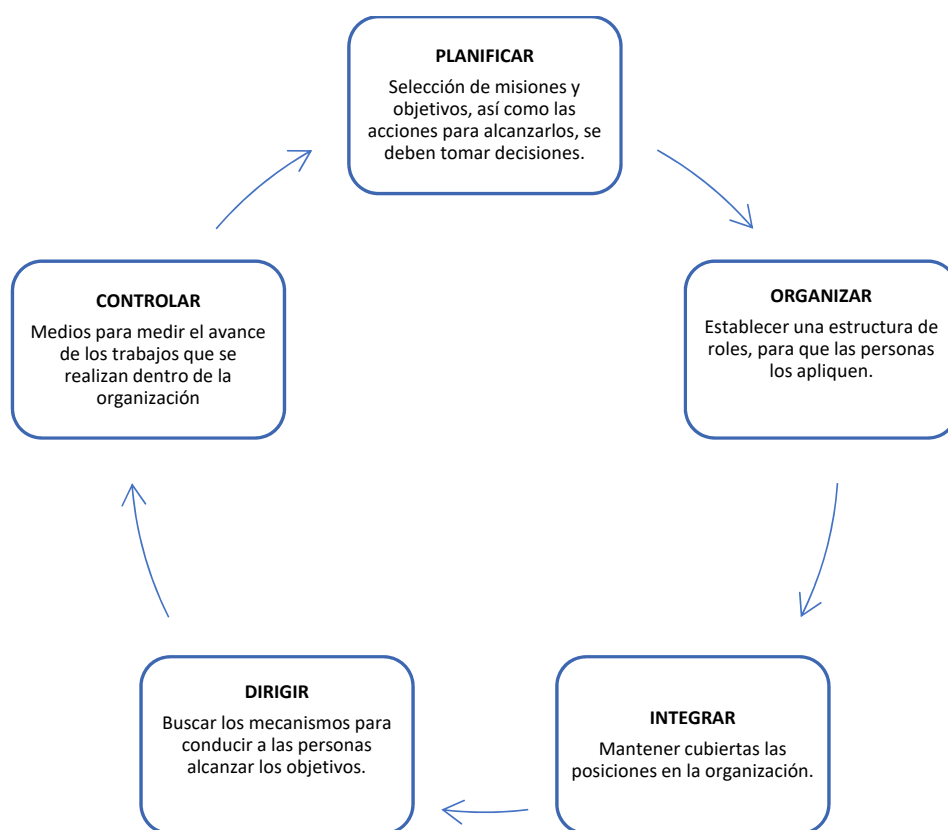 PLANIFICAR
Selección de misiones y
objetivos, así como las
acciones para alcanzarlos, se
deben tomar decisiones.
ORGANIZAR
Establecer una estructura de
roles, para que las personas
los apliquen.
INTEGRAR
Mantener cubiertas las
posiciones en la organización.
DIRIGIR
Buscar los mecanismos para
conducir a las personas
alcanzar los objetivos.
CONTROLAR
Medios para medir el avance
de los trabajos que se
realizan dentro de la
organización